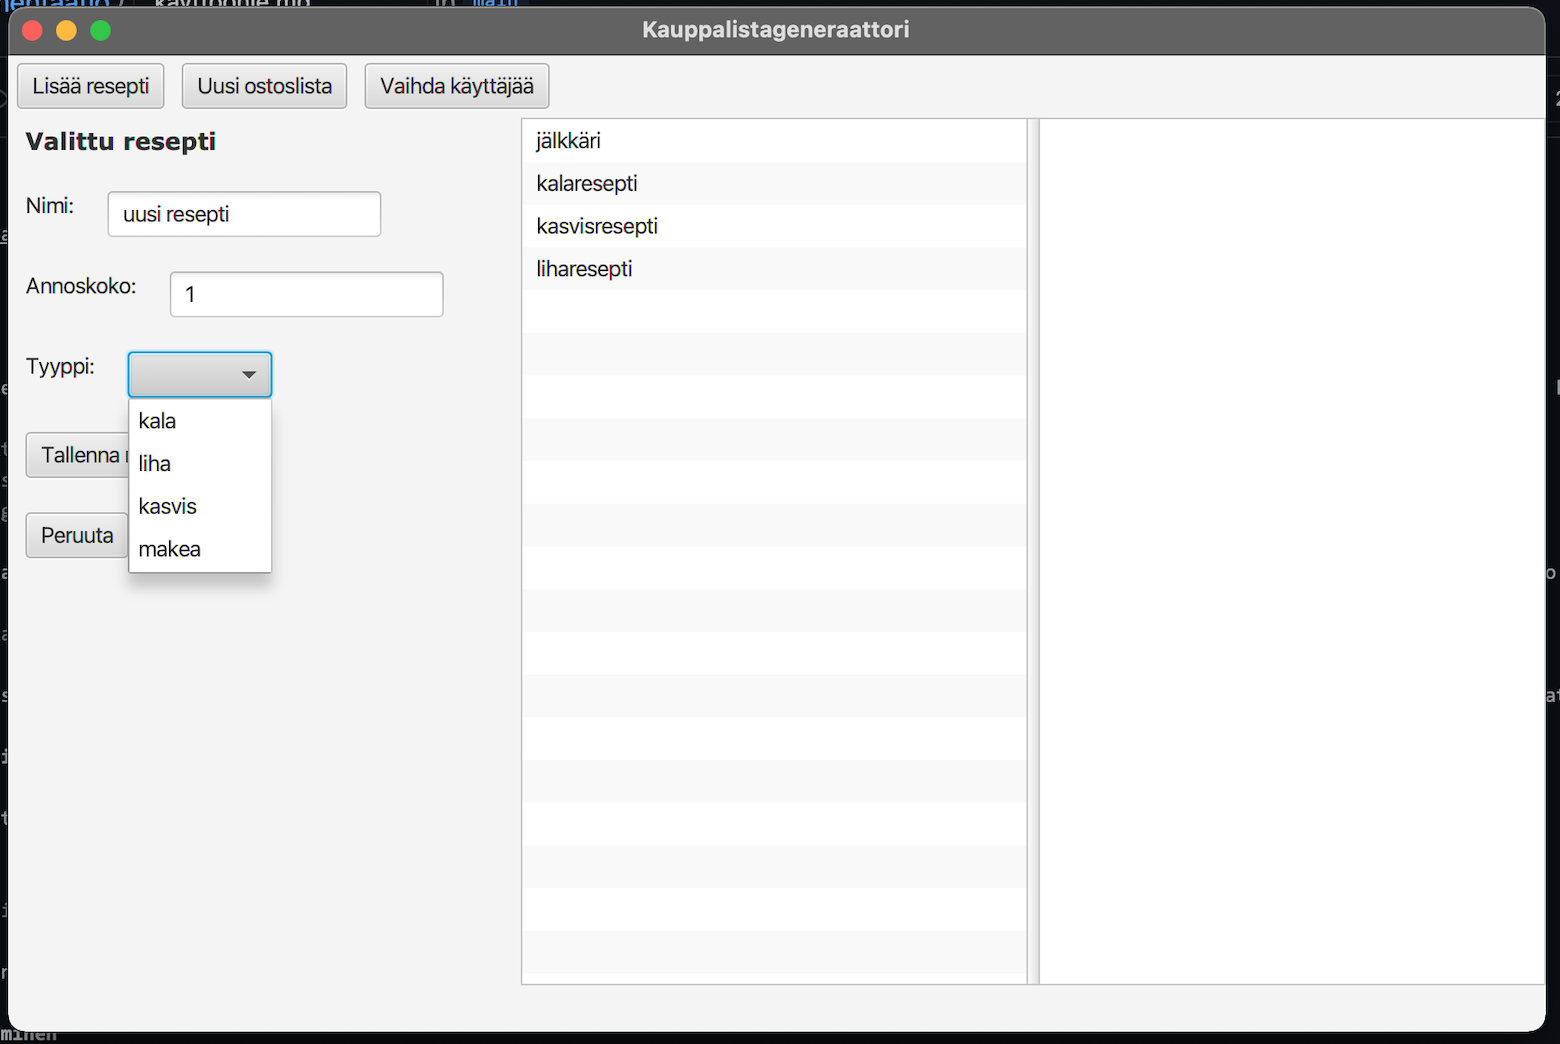 Kauppalistageneraattori
Lisää resepti
Uusi ostoslista
Vaihda käyttäjää
Valittu resepti
Nimi:
uusi resepti
Annoskoko:
1
Tyyppi:
kala
liha
kasvis
makea
Tallenna
Peruuta
jälkkäri
kalaresepti
kasvisresepti
liharesepti